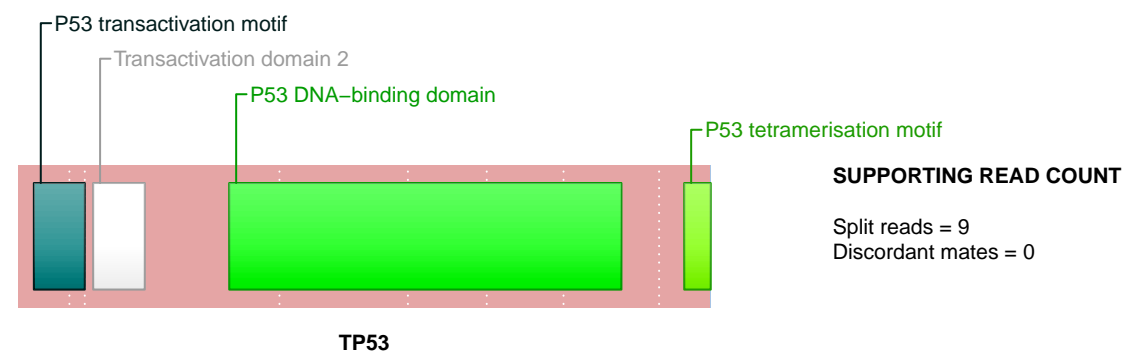 P53 transactivation motif
Transactivation domain 2
P53 DNA−binding domain
P53 tetramerisation motif
SUPPORTING READ COUNT
Split reads = 9
Discordant mates = 0
TP53